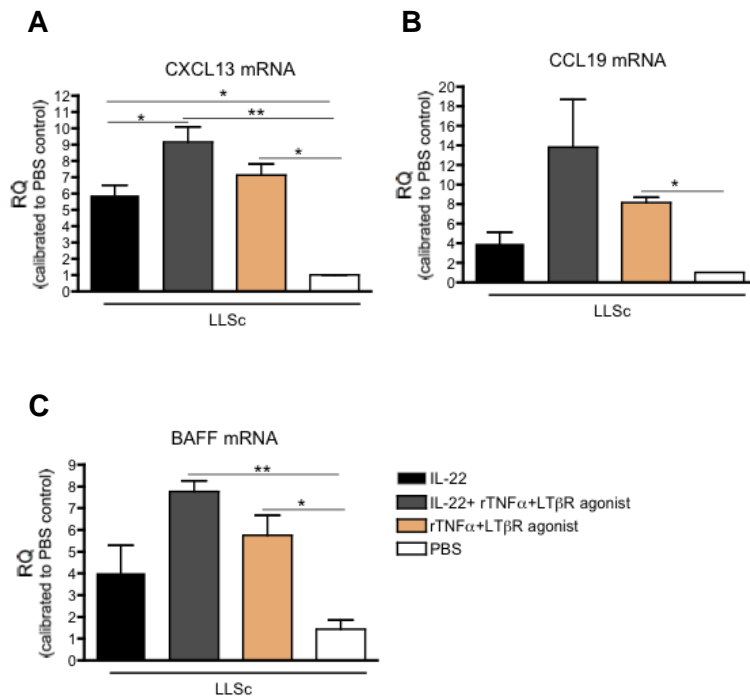 A
CXCL13 mRNA
RQ
(calibrated to PBS control)
12
11
10
9
8
7
6
5
4
3
2
1
0
*
*
**
*
LLSc
B
CCL19 mRNA
RQ
(calibrated to PBS control)
20
18
16
14
12
10
8
6
4
2
0
*
LLSc
C
BAFF mRNA
RQ
(calibrated to PBS control)
9
8
7
6
5
4
3
2
1
0
**
*
LLSc
IL-22
IL-22+ rTNFα+LTβR agonist
rTNFα+LTβR agonist
PBS